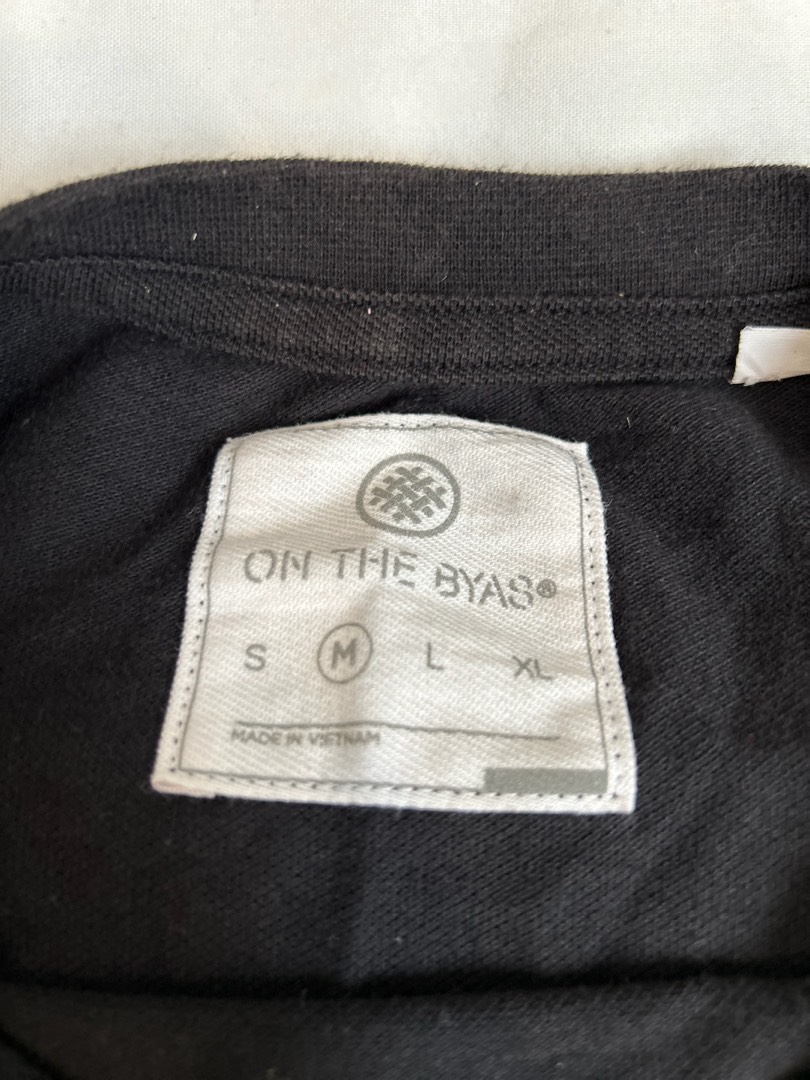 ON THE BYAS®
S M L XL
MADE IN VIETNAM